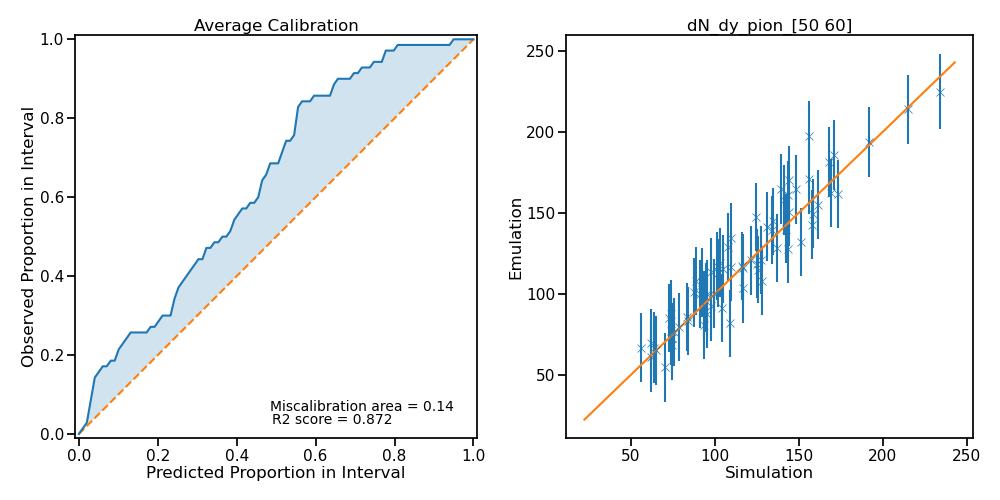 Average Calibration
1.0
0.8
0.6
0.4
0.2
0.0
Observed Proportion in Interval
Miscalibration area = 0.14
R2 score = 0.872
0.0 0.2 0.4 0.6 0.8 1.0
Predicted Proportion in Interval
dN_dy_pion_[50 60]
250
200
150
100
50
Emulation
50 100 150 200 250
Simulation